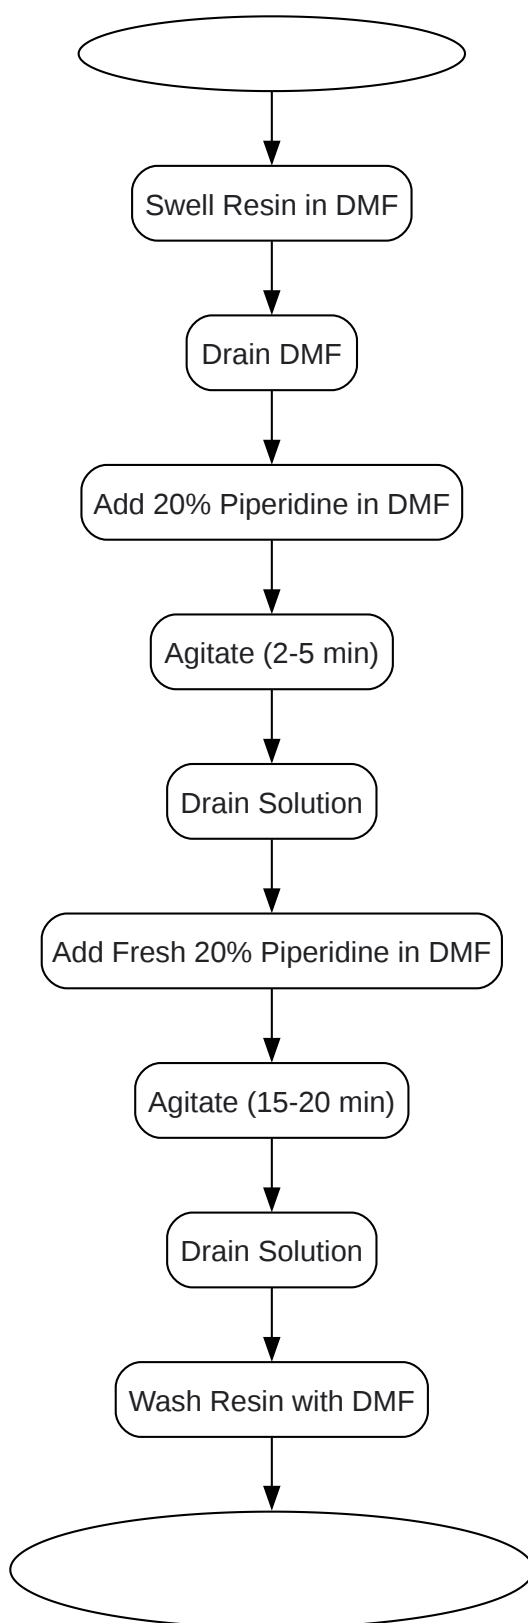 Swell Resin in DMF
Drain DMF
Add 20% Piperidine in DMF
Agitate (2-5 min)
Drain Solution
Add Fresh 20% Piperidine in DMF
Agitate (15-20 min)
Drain Solution
Wash Resin with DMF